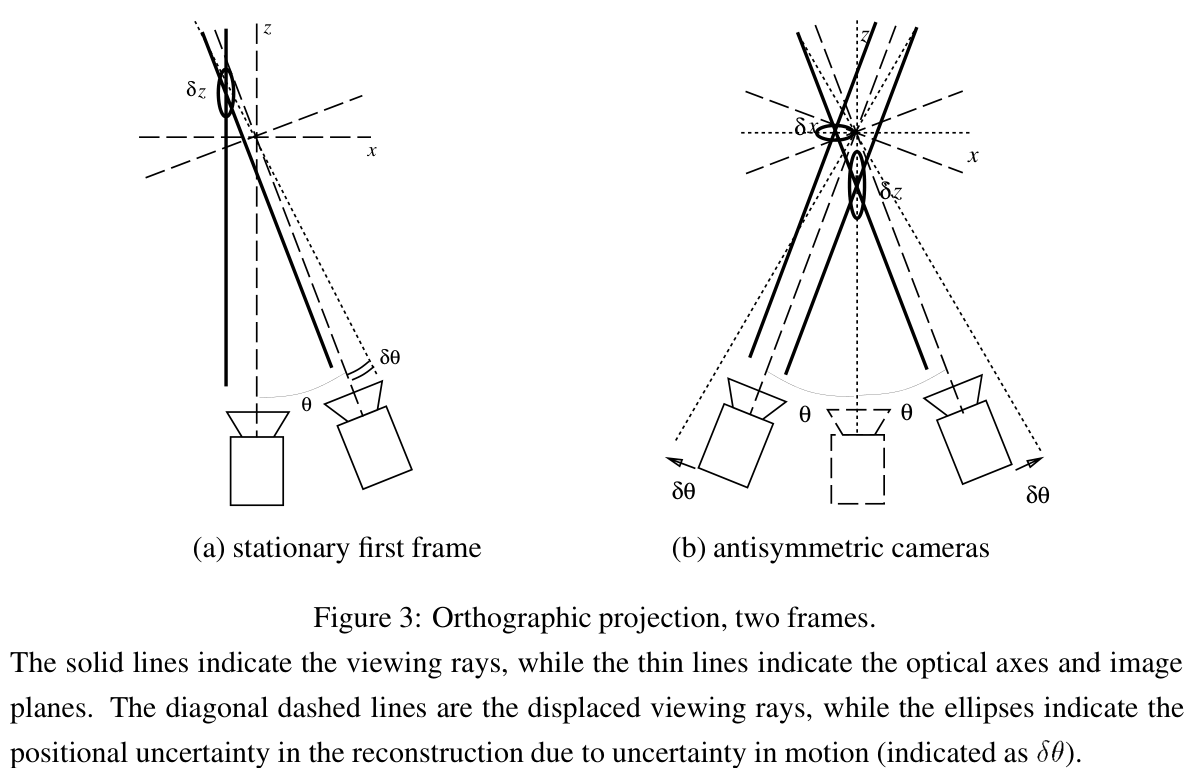 z
δz
x
δθ
θ
(a) stationary first frame
z
δx
x
δz
θ
θ
δθ
δθ
(b) antisymmetric cameras
Figure 3: Orthographic projection, two frames.
The solid lines indicate the viewing rays, while the thin lines indicate the optical axes and image
planes. The diagonal dashed lines are the displaced viewing rays, while the ellipses indicate the
positional uncertainty in the reconstruction due to uncertainty in motion (indicated as δθ).